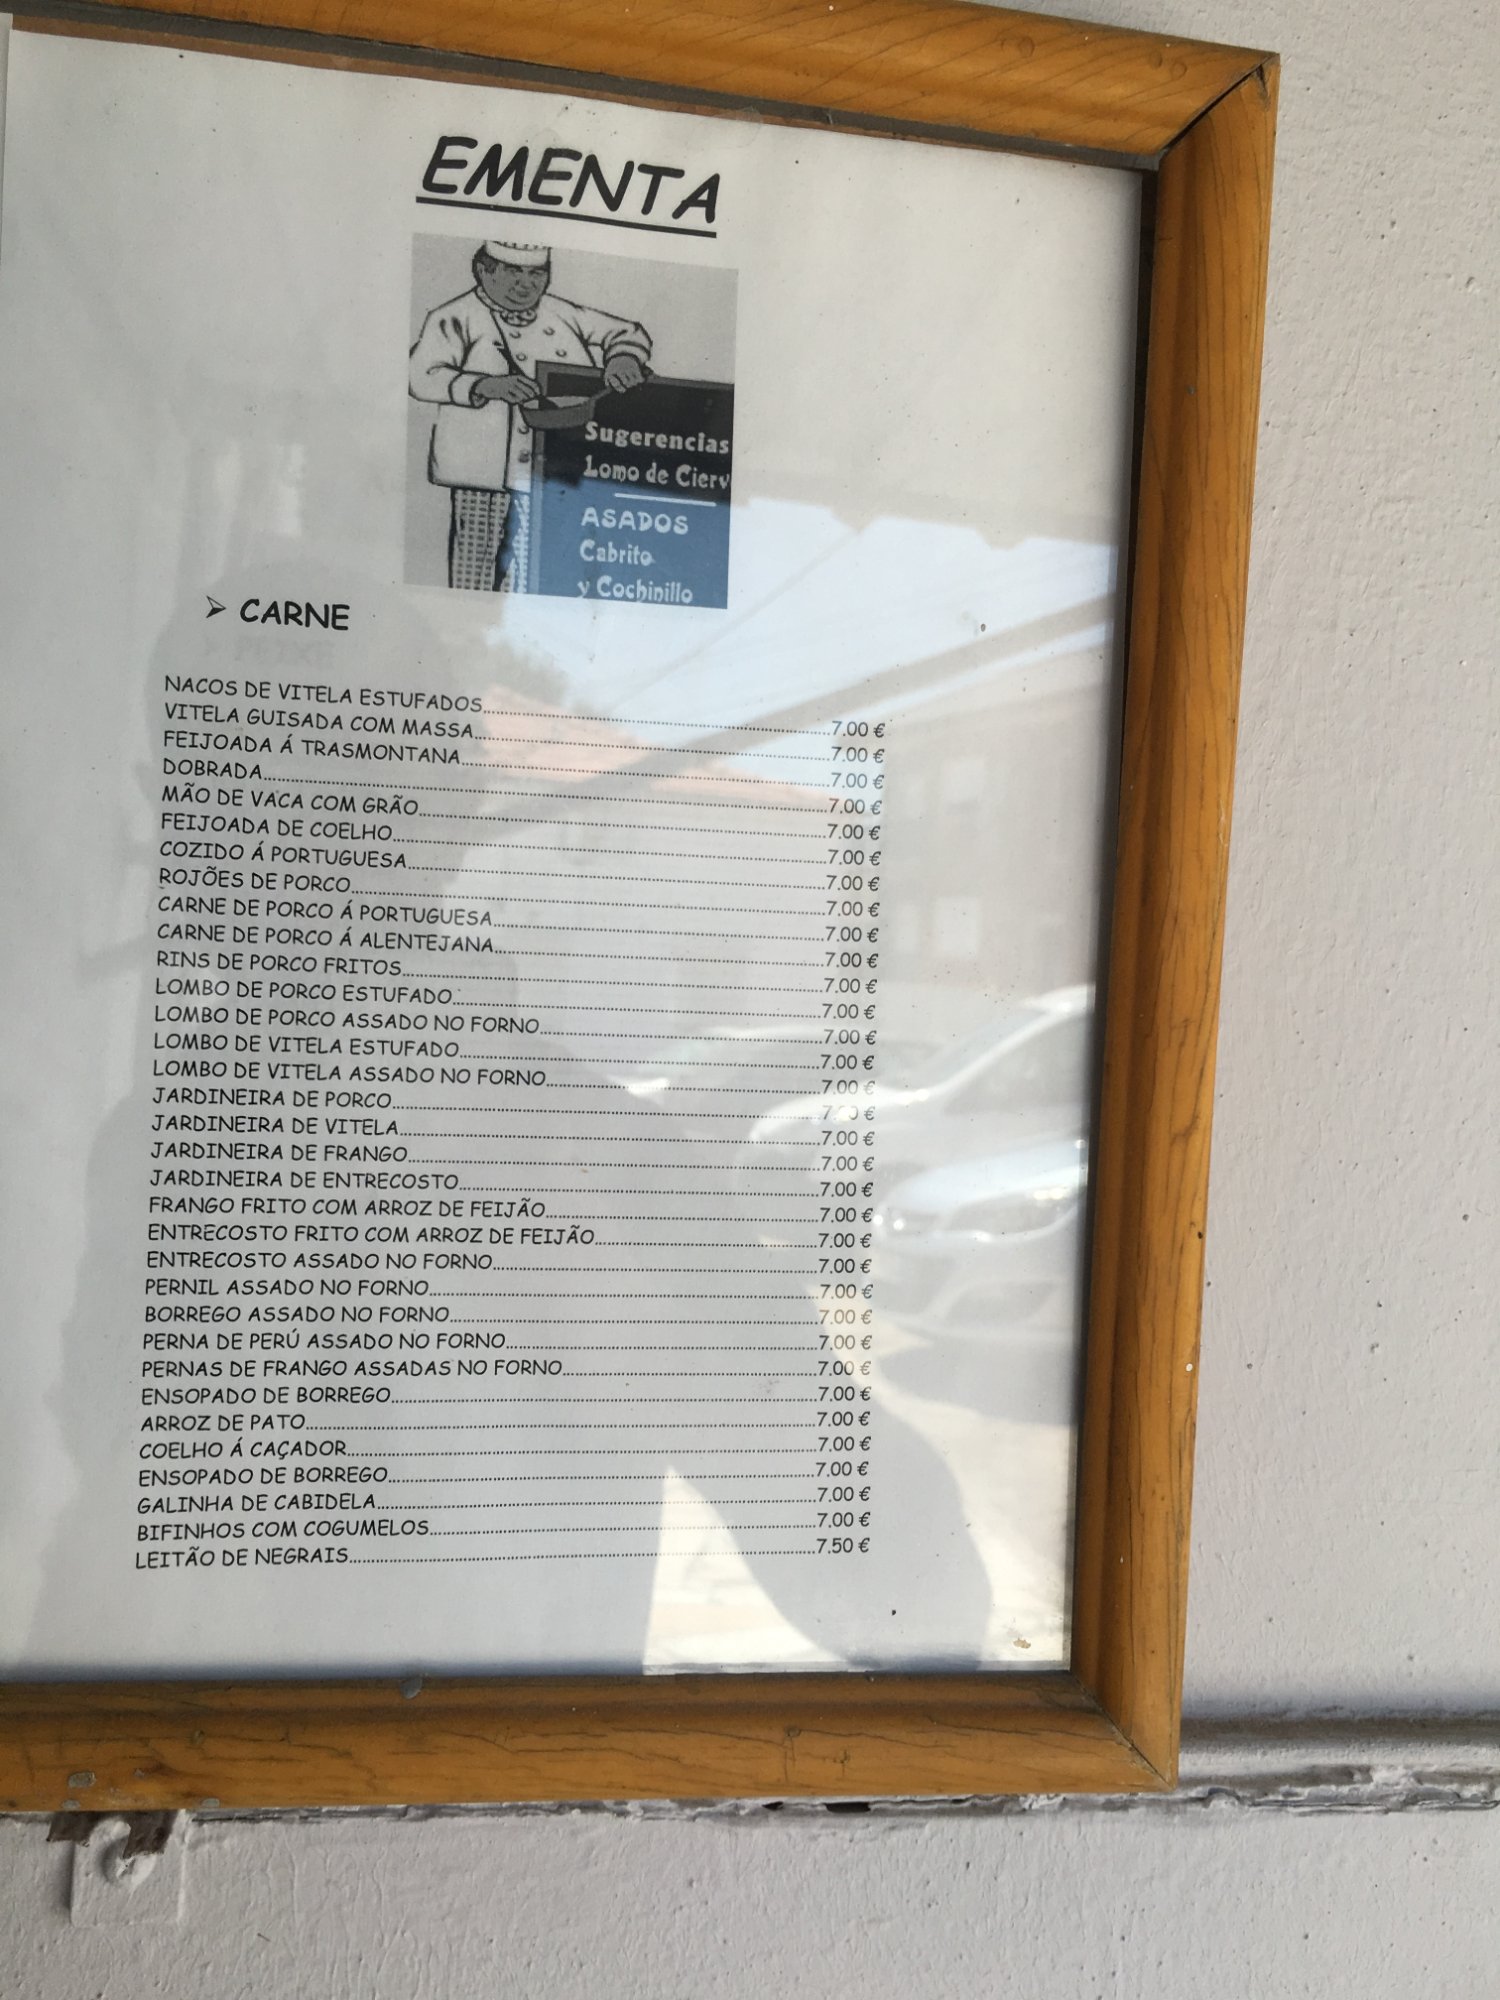 EMENTA
Sugerencias
Lomo de Cierv
ASADOS
Cabrito
y Cochinillo
➢ CARNE
NACOS DE VITELA ESTUFADOS 7.00 €
VITELA GUISADA COM MASSA 7.00 €
FEIJOADA Á TRASMONTANA 7.00 €
DOBRADA 7.00 €
MÃO DE VACA COM GRÃO 7.00 €
FEIJOADA DE COELHO 7.00 €
COZIDO Á PORTUGUESA 7.00 €
ROJÕES DE PORCO 7.00 €
CARNE DE PORCO Á PORTUGUESA 7.00 €
CARNE DE PORCO Á ALENTEJANA 7.00 €
RINS DE PORCO FRITOS 7.00 €
LOMBO DE PORCO ESTUFADO 7.00 €
LOMBO DE PORCO ASSADO NO FORNO 7.00 €
LOMBO DE VITELA ESTUFADO 7.00 €
LOMBO DE VITELA ASSADO NO FORNO 7.00 €
JARDINEIRA DE PORCO 7.00 €
JARDINEIRA DE VITELA 7.00 €
JARDINEIRA DE FRANGO 7.00 €
JARDINEIRA DE ENTRECOSTO 7.00 €
FRANGO FRITO COM ARROZ DE FEIJÃO 7.00 €
ENTRECOSTO FRITO COM ARROZ DE FEIJÃO 7.00 €
ENTRECOSTO ASSADO NO FORNO 7.00 €
PERNIL ASSADO NO FORNO 7.00 €
BORREGO ASSADO NO FORNO 7.00 €
PERNA DE PERÚ ASSADO NO FORNO 7.00 €
PERNAS DE FRANGO ASSADAS NO FORNO 7.00 €
ENSOPADO DE BORREGO 7.00 €
ARROZ DE PATO 7.00 €
COELHO Á CAÇADOR 7.00 €
ENSOPADO DE BORREGO 7.00 €
GALINHA DE CABIDELA 7.00 €
BIFINHOS COM COGUMELOS 7.00 €
LEITÃO DE NEGRAIS 7.50 €